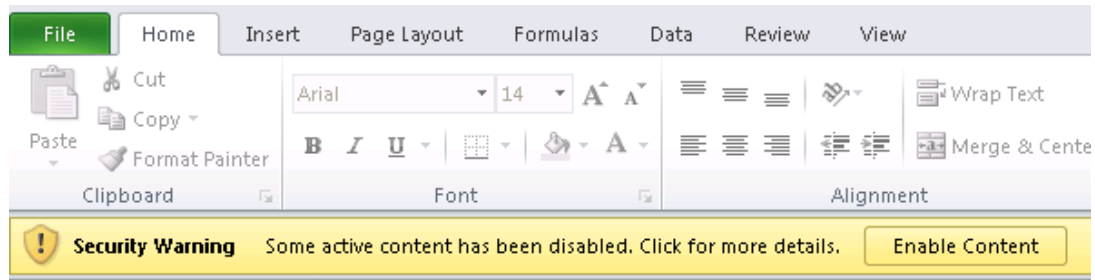 File Home Insert Page Layout Formulas Data Review View
Cut
Arial 14 A A Wrap Text
Copy
Paste B I U A Merge & Cente
Format Painter
Clipboard Font Alignment
Security Warning Some active content has been disabled. Click for more details. Enable Content